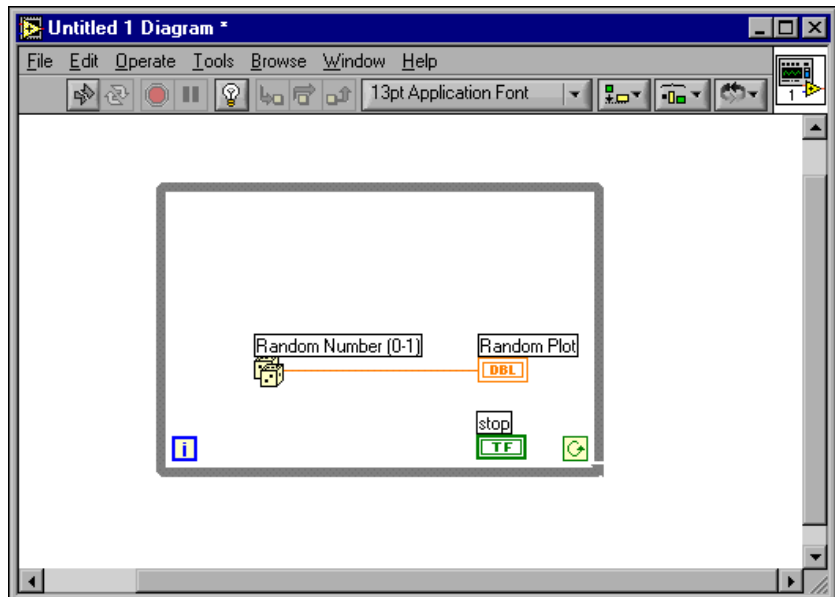 Untitled 1 Diagram *
File Edit Operate Tools Browse Window Help
13pt Application Font
1
Random Number (0-1)
Random Plot
DBL
stop
i
TF